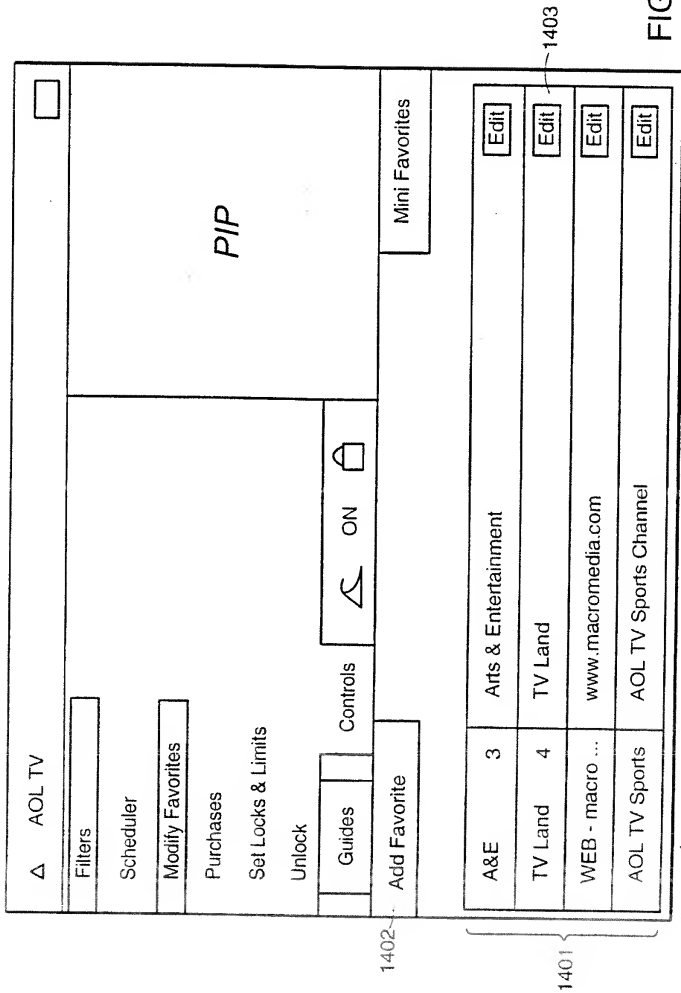 AOL TV
Filters
Scheduler
Modify Favorites
Purchases
Set Locks & Limits
Unlock
PIP
Guides Controls ON
1402 Add Favorite Mini Favorites
1401
A&E 3 Arts & Entertainment Edit
TV Land 4 TV Land Edit 1403
WEB - macro ... www.macromedia.com Edit
AOL TV Sports AOL TV Sports Channel Edit